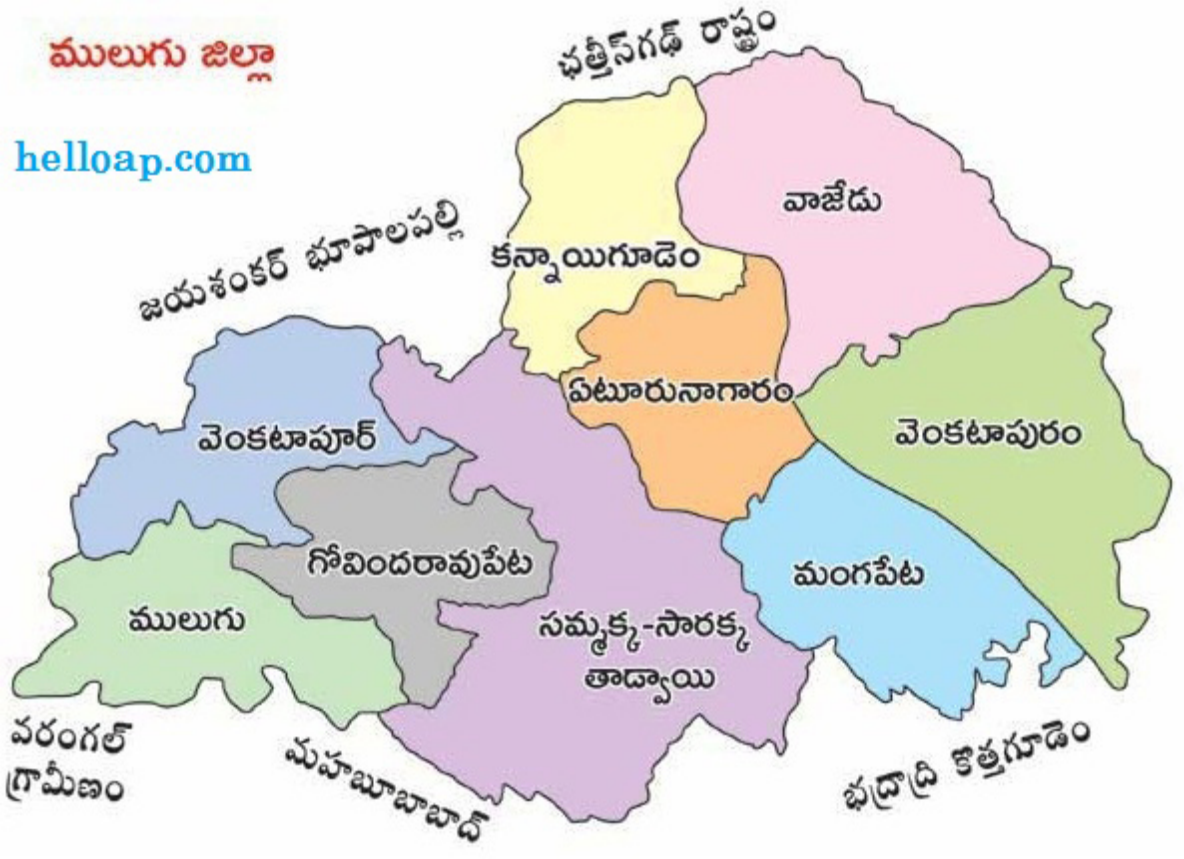 ములుగు జిల్లా
helloap.com
ఛత్తీస్‌గఢ్ రాష్ట్రం
జయశంకర్ భూపాలపల్లి
వాజేడు
కన్నాయిగూడెం
ఏటూరునాగారం
వెంకటాపూర్
వెంకటాపురం
గోవిందరావుపేట
మంగపేట
ములుగు
సమ్మక్క-సారక్క
తాడ్వాయి
వరంగల్
గ్రామీణం
మహబూబాబాద్
భద్రాద్రి కొత్తగూడెం